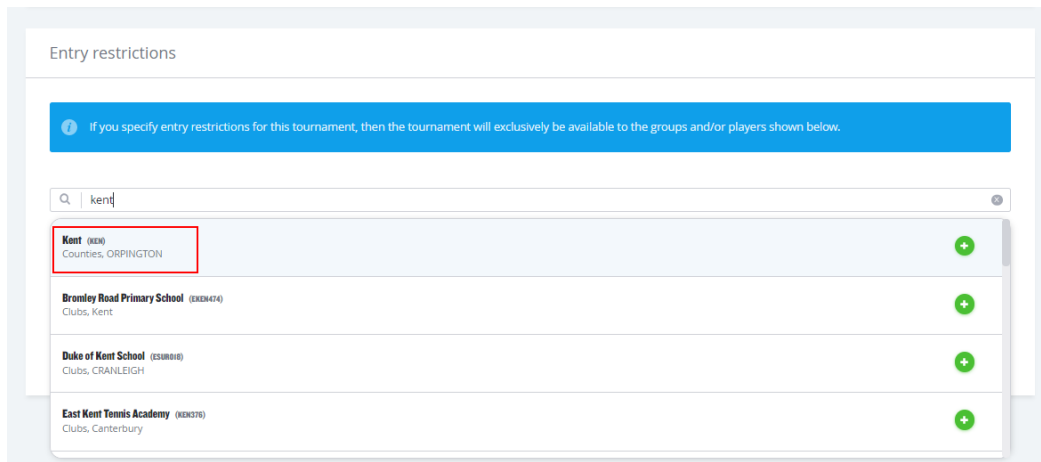 Entry restrictions
If you specify entry restrictions for this tournament, then the tournament will exclusively be available to the groups and/or players shown below.
kent
Kent (KEN)
Counties, ORPINGTON
Bromley Road Primary School (EKEN474)
Clubs, Kent
Duke of Kent School (ESUR018)
Clubs, CRANLEIGH
East Kent Tennis Academy (KEN376)
Clubs, Canterbury